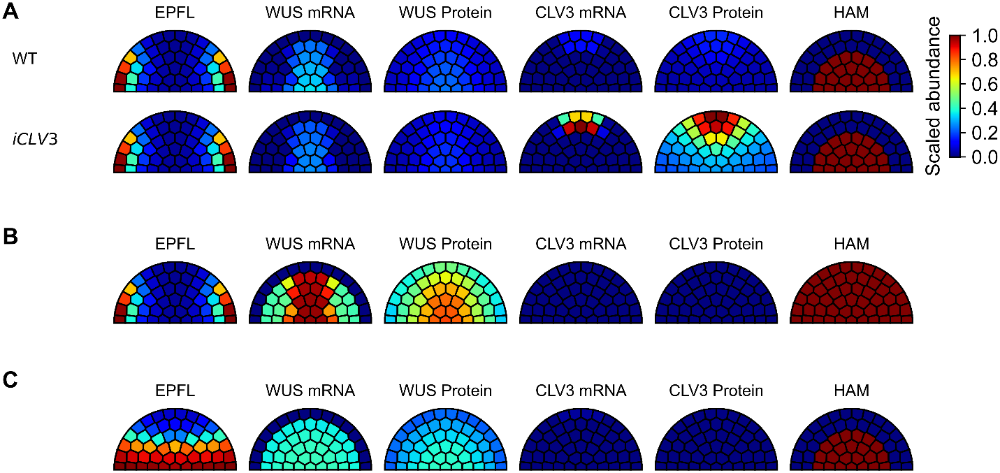 A
EPFL WUS mRNA WUS Protein CLV3 mRNA CLV3 Protein HAM
WT
iCLV3
1.0
0.8
0.6
0.4
0.2
0.0
Scaled abundance
B
EPFL WUS mRNA WUS Protein CLV3 mRNA CLV3 Protein HAM
C
EPFL WUS mRNA WUS Protein CLV3 mRNA CLV3 Protein HAM